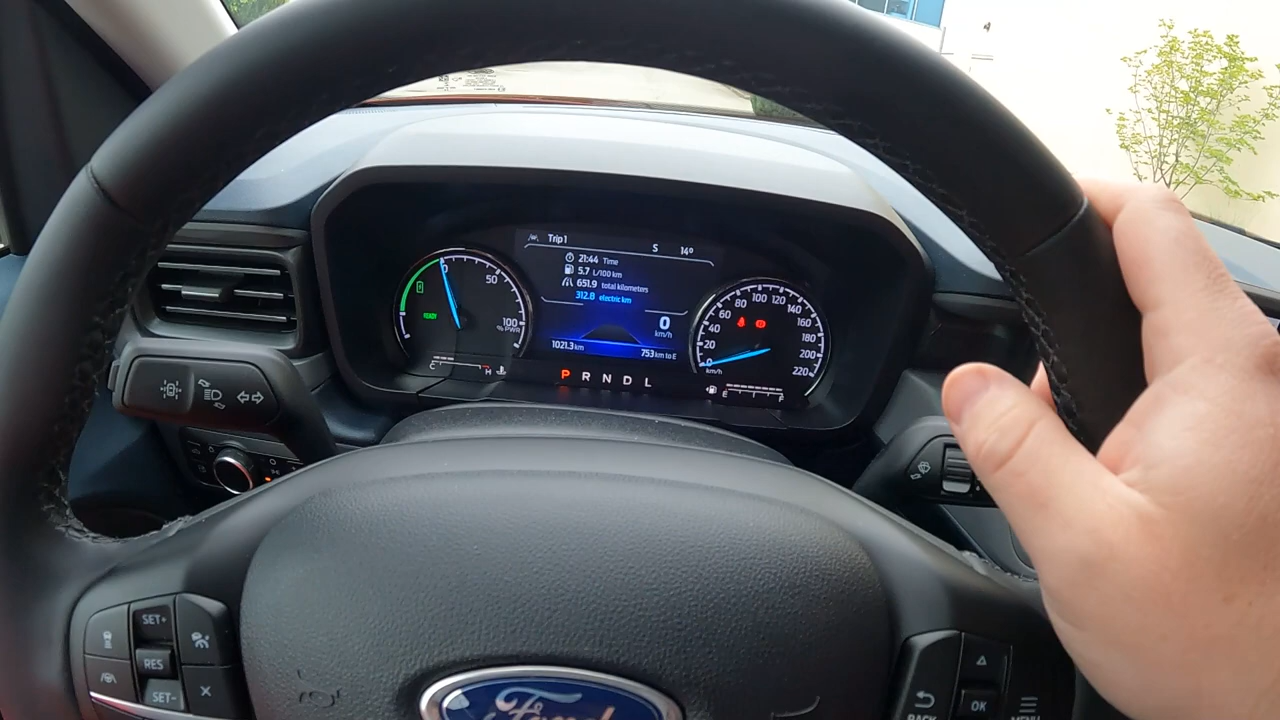 Trip 1
S 14°
21:44 Time
5.7 L/100 km
651.9 total kilometers
312.8 electric km
0
km/h
1021.3 km 753 km to E
0 50 100
% PWR
READY
C H
P R N D L
0 20 40 60 80 100 120 140 160 180 200 220
km/h
E F
SET+
RES
SET-
OK
BACK
MENU
Ford